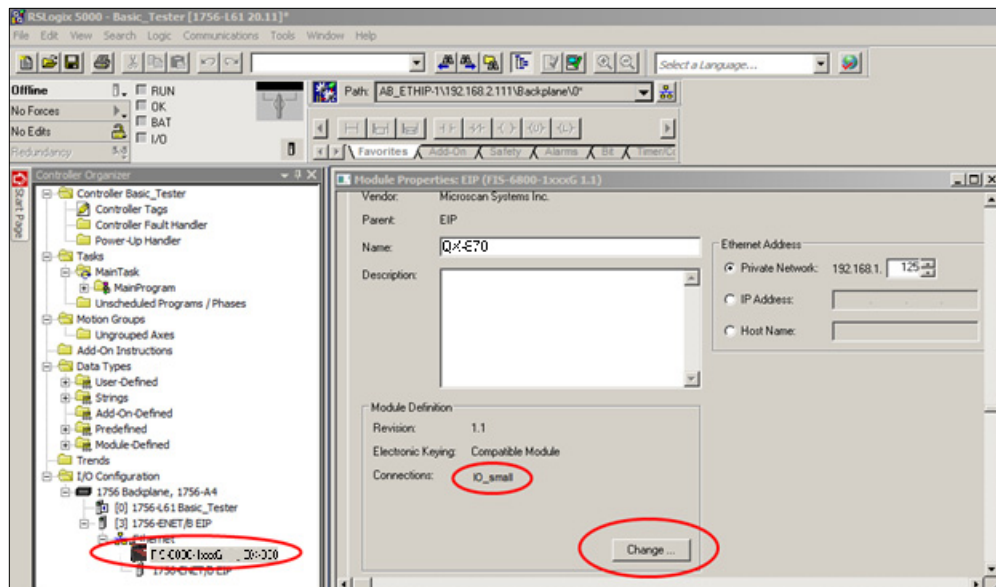 RSLogix 5000 - Basic_Tester [1756-L61 20.11]*
File Edit View Search Logic Communications Tools Window Help
Select a Language...
Offline
RUN
No Forces
OK
No Edits
BAT
Redundancy
I/O
Path: AB_ETHIP-1\192.168.2.111\Backplane\0*
Favorites Add-On Safety Alarms Bit
Start Page
Controller Organizer
Controller Basic_Tester
Controller Tags
Controller Fault Handler
Power-Up Handler
Tasks
MainTask
MainProgram
Unscheduled Programs / Phases
Motion Groups
Ungrouped Axes
Add-On Instructions
Data Types
User-Defined
Strings
Add-On-Defined
Predefined
Module-Defined
Trends
I/O Configuration
1756 Backplane, 1756-A4
[0] 1756-L61 Basic_Tester
[3] 1756-ENET/B EIP
Ethernet
1756-ENET/B EIP
Module Properties: EIP (FIS-6800-1xxxG 1.1)
Vendor: Microscan Systems Inc.
Parent: EIP
Name: QX-870
Description:
Ethernet Address
Private Network: 192.168.1. 125
IP Address:
Host Name:
Module Definition
Revision: 1.1
Electronic Keying: Compatible Module
Connections: IO_small
Change ...